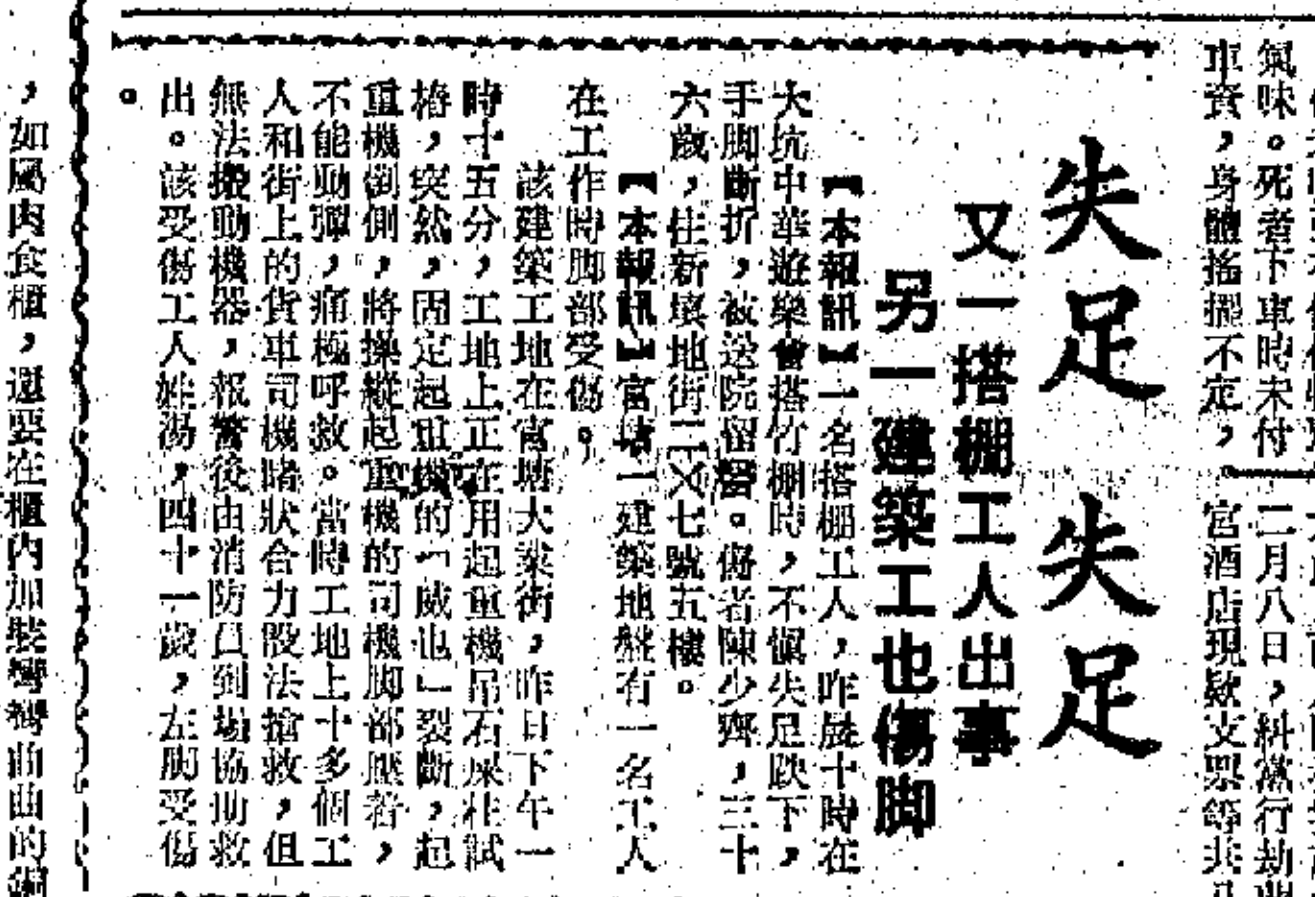 氣味。死者下車時未付
車資，身體搖擺不定，
二月八日，糾黨行劫
宮酒店現欵支票等共
失足　失足
又一搭棚工人出事
另一建築工也傷脚
【本報訊】一名搭棚工人，昨晨十時在
大坑中華遊樂會搭竹棚時，不愼失足跌下，
手脚斷折，被送院留醫。傷者陳少齊，三十
六歲，住新填地街二×七號五樓。
【本報訊】官塘一建築地盤有一名工人
在工作時脚部受傷。
該建築工地在官塘大業街，昨日下午一
時十五分，工地上正在用起重機吊石屎柱試
椿，突然，固定起重機的「威也」裂斷，起
重機倒側，將操縱起重機的司機脚部壓着，
不能動彈，痛極呼救。當時工地上十多個工
人和街上的貨車司機睹狀合力設法搶救，但
無法搬動機器，報警後由消防員到場協助救
出。該受傷工人姓湯，四十一歲，左脚受傷
。
，如屬肉食櫃，還要在櫃內加裝彎彎曲曲的銅